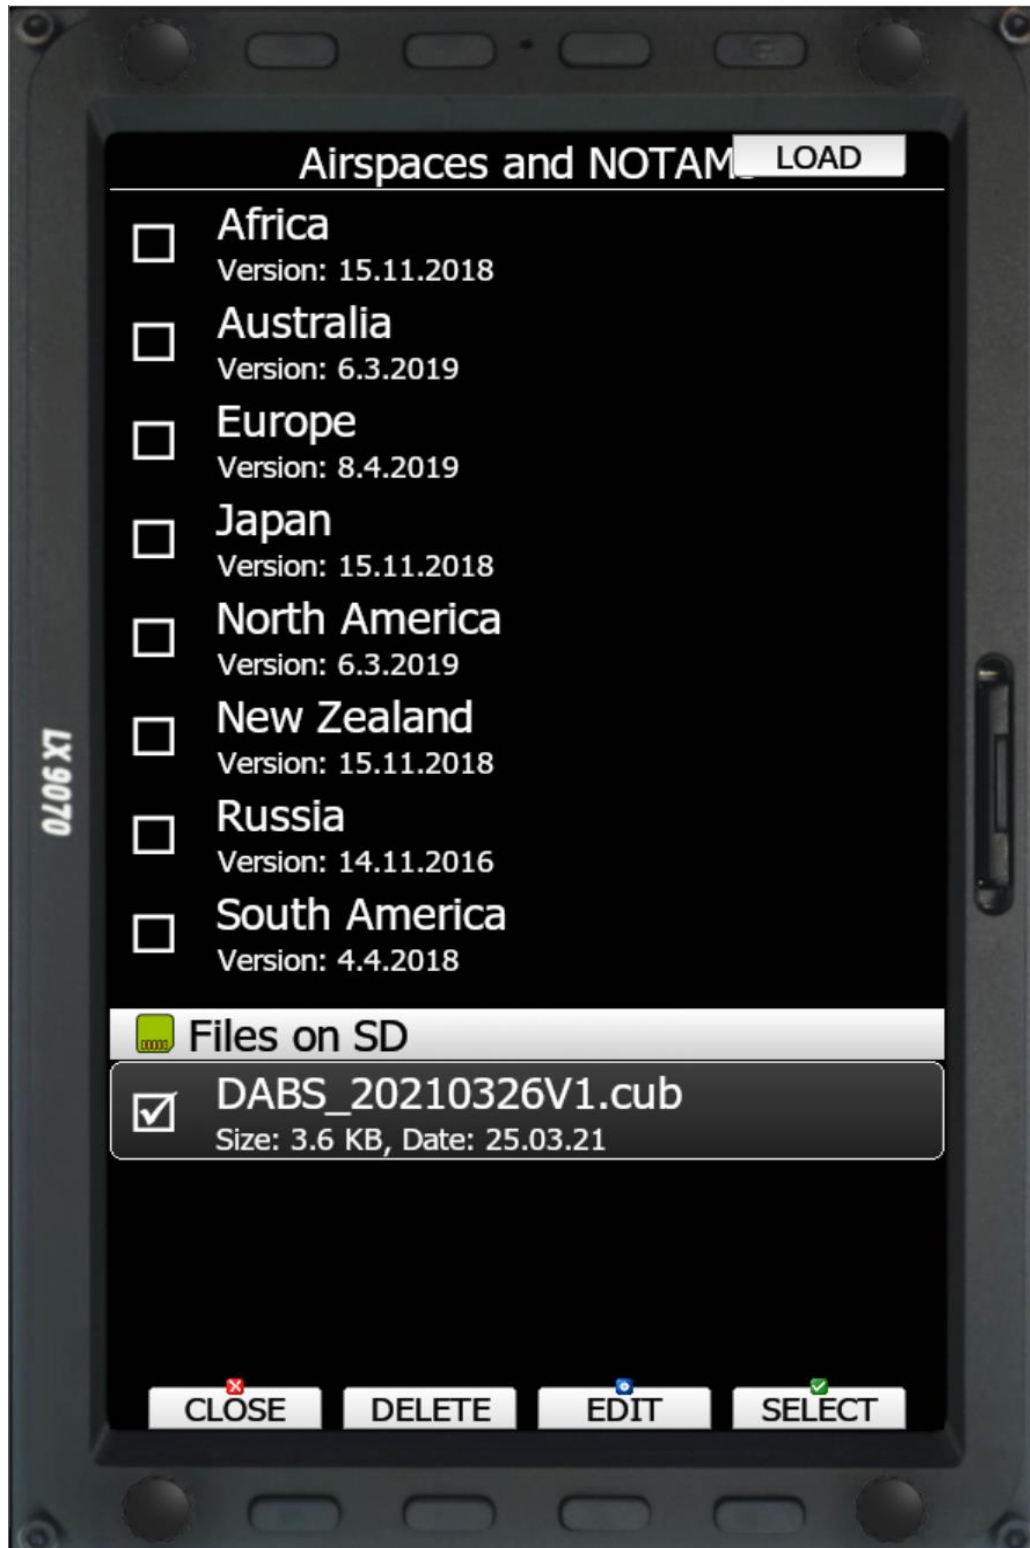 Airspaces and NOTAM
LOAD
Africa
Version: 15.11.2018
Australia
Version: 6.3.2019
Europe
Version: 8.4.2019
Japan
Version: 15.11.2018
North America
Version: 6.3.2019
New Zealand
Version: 15.11.2018
Russia
Version: 14.11.2016
South America
Version: 4.4.2018
Files on SD
DABS_20210326V1.cub
Size: 3.6 KB, Date: 25.03.21
CLOSE
DELETE
EDIT
SELECT
LX 9070